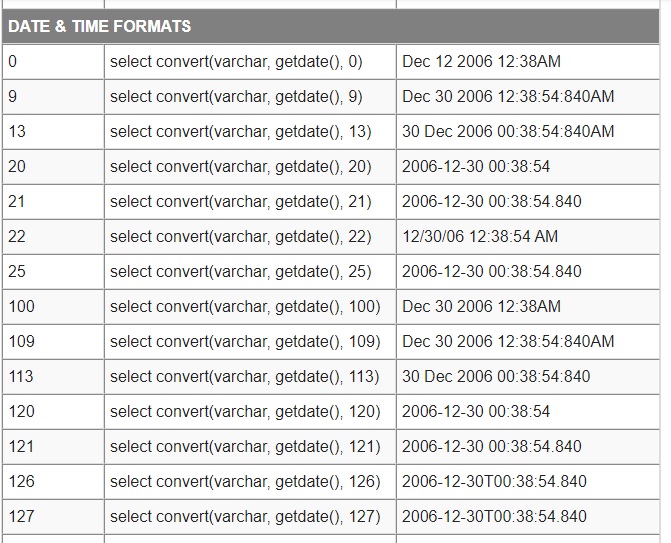 DATE & TIME FORMATS
0 select convert(varchar, getdate(), 0) Dec 12 2006 12:38AM
9 select convert(varchar, getdate(), 9) Dec 30 2006 12:38:54:840AM
13 select convert(varchar, getdate(), 13) 30 Dec 2006 00:38:54:840AM
20 select convert(varchar, getdate(), 20) 2006-12-30 00:38:54
21 select convert(varchar, getdate(), 21) 2006-12-30 00:38:54.840
22 select convert(varchar, getdate(), 22) 12/30/06 12:38:54 AM
25 select convert(varchar, getdate(), 25) 2006-12-30 00:38:54.840
100 select convert(varchar, getdate(), 100) Dec 30 2006 12:38AM
109 select convert(varchar, getdate(), 109) Dec 30 2006 12:38:54:840AM
113 select convert(varchar, getdate(), 113) 30 Dec 2006 00:38:54:840
120 select convert(varchar, getdate(), 120) 2006-12-30 00:38:54
121 select convert(varchar, getdate(), 121) 2006-12-30 00:38:54.840
126 select convert(varchar, getdate(), 126) 2006-12-30T00:38:54.840
127 select convert(varchar, getdate(), 127) 2006-12-30T00:38:54.840